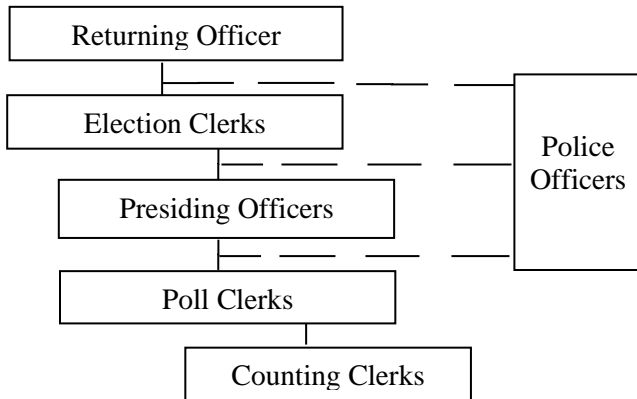 Returning Officer
Election Clerks
Police
Officers
Presiding Officers
Poll Clerks
Counting Clerks